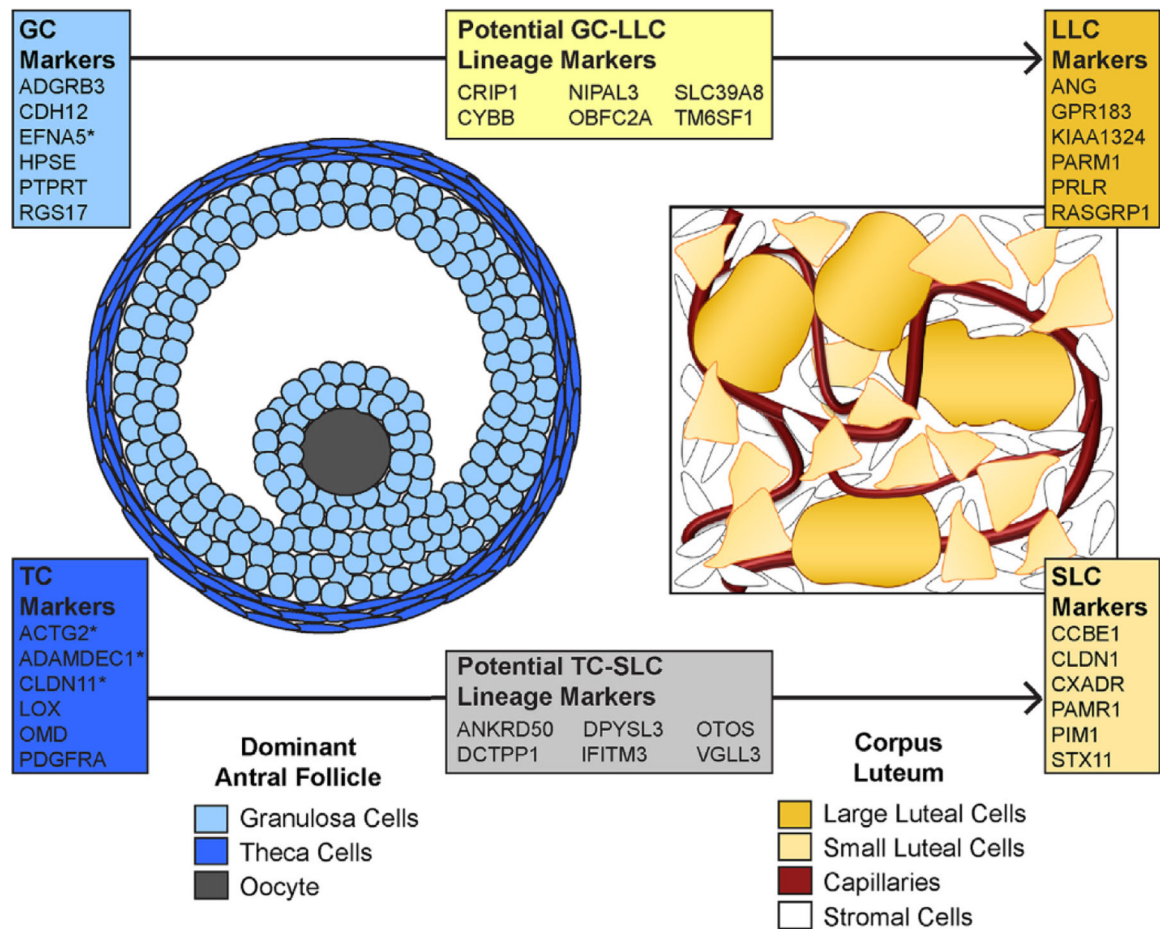 GC
Markers
ADGRB3
CDH12
EFNA5*
HPSE
PTPRT
RGS17
Potential GC-LLC
Lineage Markers
CRIP1 NIPAL3 SLC39A8
CYBB OBFC2A TM6SF1
LLC
Markers
ANG
GPR183
KIAA1324
PARM1
PRLR
RASGRP1
TC
Markers
ACTG2*
ADAMDEC1*
CLDN11*
LOX
OMD
PDGFRA
Potential TC-SLC
Lineage Markers
ANKRD50 DPYSL3 OTOS
DCTPP1 IFITM3 VGLL3
SLC
Markers
CCBE1
CLDN1
CXADR
PAMR1
PIM1
STX11
Dominant
Antral Follicle
Granulosa Cells
Theca Cells
Oocyte
Corpus
Luteum
Large Luteal Cells
Small Luteal Cells
Capillaries
Stromal Cells